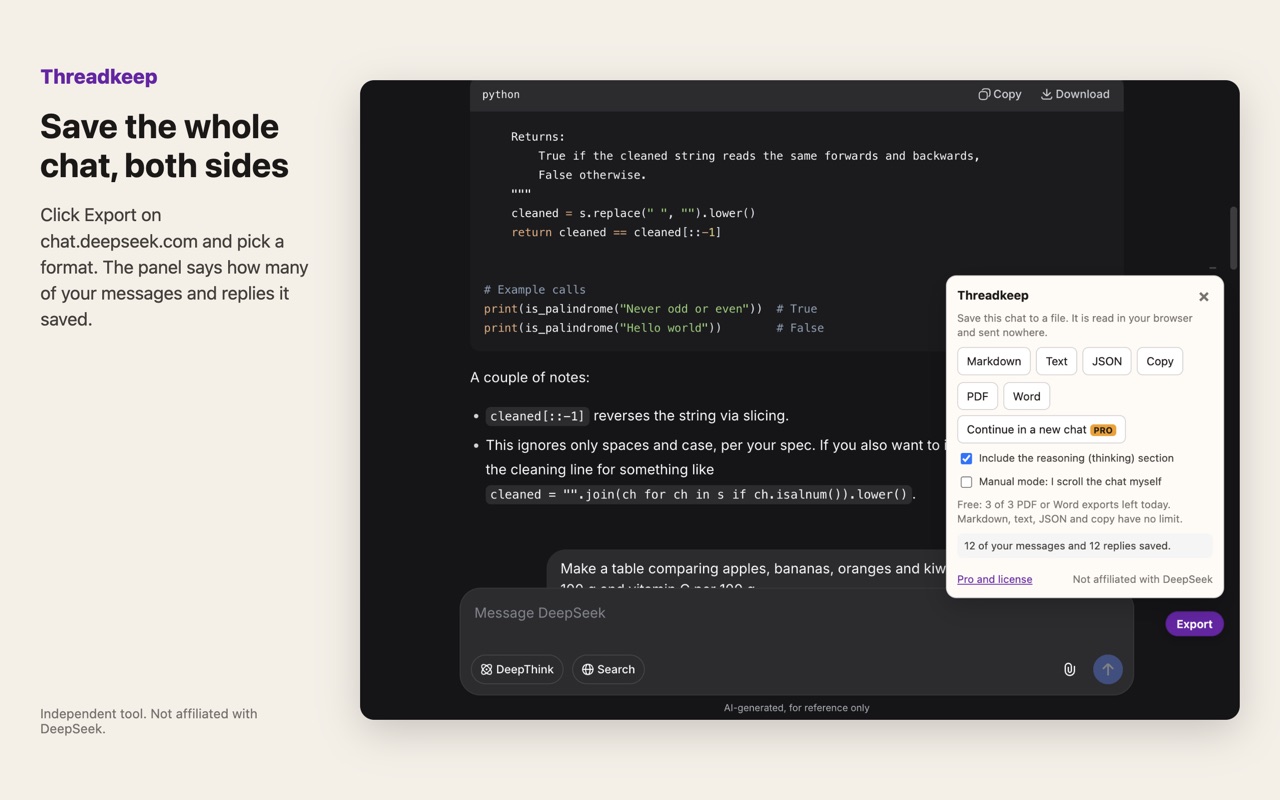 Threadkeep
Save the whole
chat, both sides
Click Export on
chat.deepseek.com and pick a
format. The panel says how many
of your messages and replies it
saved.
Independent tool. Not affiliated with
DeepSeek.
python
Copy
Download
Returns:
True if the cleaned string reads the same forwards and backwards,
False otherwise.
"""
cleaned = s.replace(" ", "").lower()
return cleaned == cleaned[::-1]
# Example calls
print(is_palindrome("Never odd or even"))  # True
print(is_palindrome("Hello world"))        # False
A couple of notes:
• cleaned[::-1] reverses the string via slicing.
• This ignores only spaces and case, per your spec. If you also want to
the cleaning line for something like
cleaned = "".join(ch for ch in s if ch.isalnum()).lower() .
Make a table comparing apples, bananas, oranges and
100 g and vitamin C per 100 g
Message DeepSeek
DeepThink
Search
AI-generated, for reference only
Threadkeep
Save this chat to a file. It is read in your browser
and sent nowhere.
Markdown
Text
JSON
Copy
PDF
Word
Continue in a new chat PRO
Include the reasoning (thinking) section
Manual mode: I scroll the chat myself
Free: 3 of 3 PDF or Word exports left today.
Markdown, text, JSON and copy have no limit.
12 of your messages and 12 replies saved.
Pro and license
Not affiliated with DeepSeek
Export